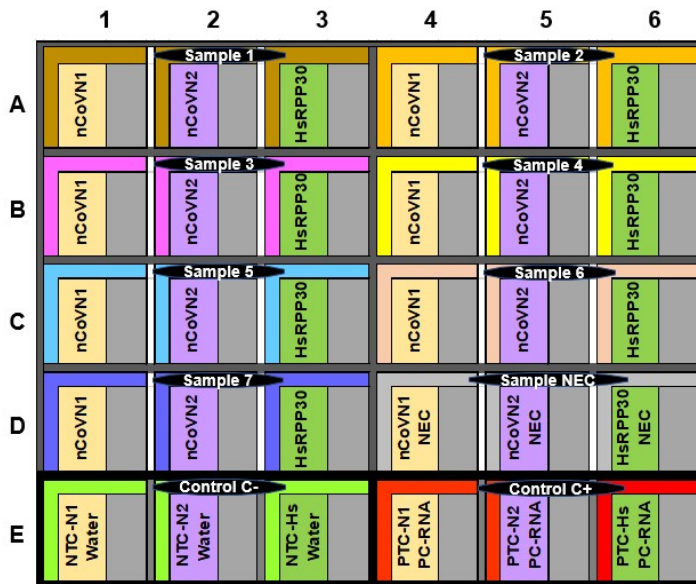 1 2 3 4 5 6
Sample 1 Sample 2
A nCoVN1 nCoVN2 HsRPP30 nCoVN1 nCoVN2 HsRPP30
Sample 3 Sample 4
B nCoVN1 nCoVN2 HsRPP30 nCoVN1 nCoVN2 HsRPP30
Sample 5 Sample 6
C nCoVN1 nCoVN2 HsRPP30 nCoVN1 nCoVN2 HsRPP30
Sample 7 Sample NEC
D nCoVN1 nCoVN2 HsRPP30 nCoVN1 NEC nCoVN2 NEC HsRPP30 NEC
Control C- Control C+
E NTC-N1 Water NTC-N2 Water NTC-Hs Water PTC-N1 PC-RNA PTC-N2 PC-RNA PTC-Hs PC-RNA